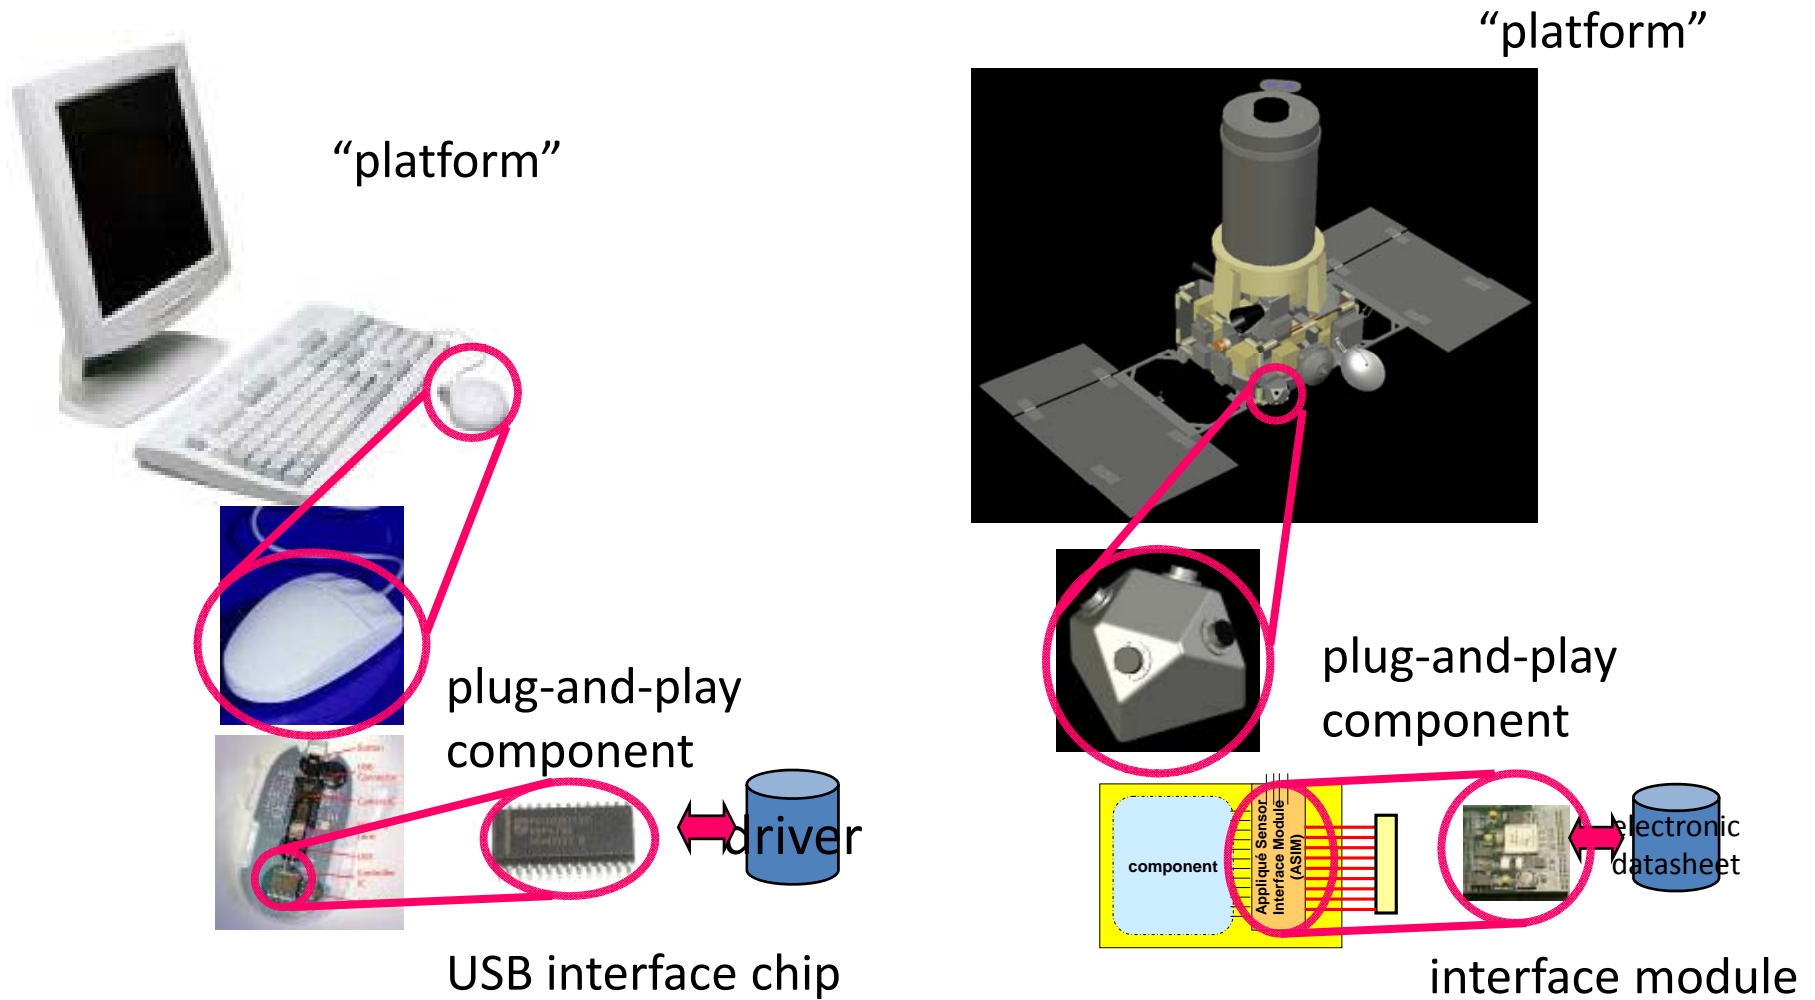 “platform”
“platform”
plug-and-play
component
driver
USB interface chip
plug-and-play
component
component
Appliqué Sensor
Interface Module
(ASIM)
electronic
datasheet
interface module
Button